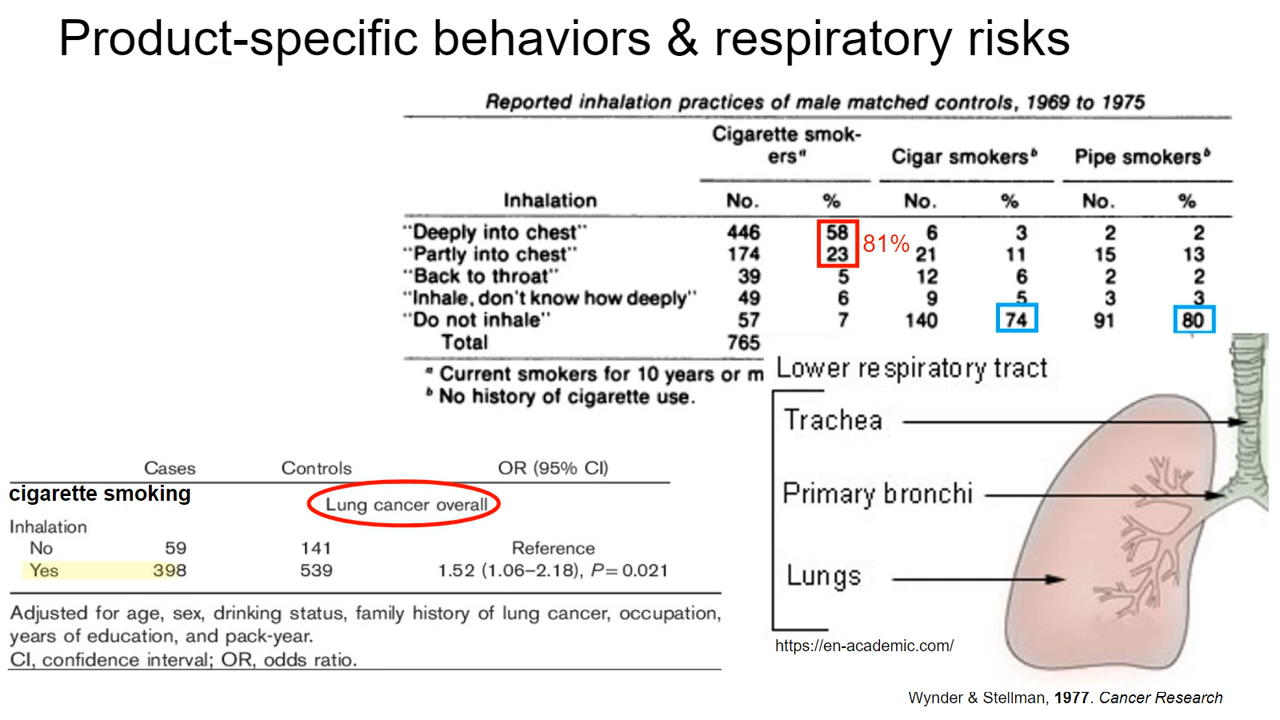 Product-specific behaviors & respiratory risks
Reported inhalation practices of male matched controls, 1969 to 1975
Cigarette smok-
ersᵃ Cigar smokersᵇ Pipe smokersᵇ
Inhalation No. % No. % No. %
"Deeply into chest" 446 58 6 3 2 2
"Partly into chest" 174 23 81% 21 11 15 13
"Back to throat" 39 5 12 6 2 2
"Inhale, don't know how deeply" 49 6 9 5 3 3
"Do not inhale" 57 7 140 74 91 80
Total 765
ᵃ Current smokers for 10 years or m
ᵇ No history of cigarette use.
Lower respiratory tract
Trachea
Primary bronchi
Lungs
https://en-academic.com/
Cases Controls OR (95% CI)
cigarette smoking
Lung cancer overall
Inhalation
No 59 141 Reference
Yes 398 539 1.52 (1.06–2.18), P=0.021
Adjusted for age, sex, drinking status, family history of lung cancer, occupation,
years of education, and pack-year.
CI, confidence interval; OR, odds ratio.
Wynder & Stellman, 1977. Cancer Research